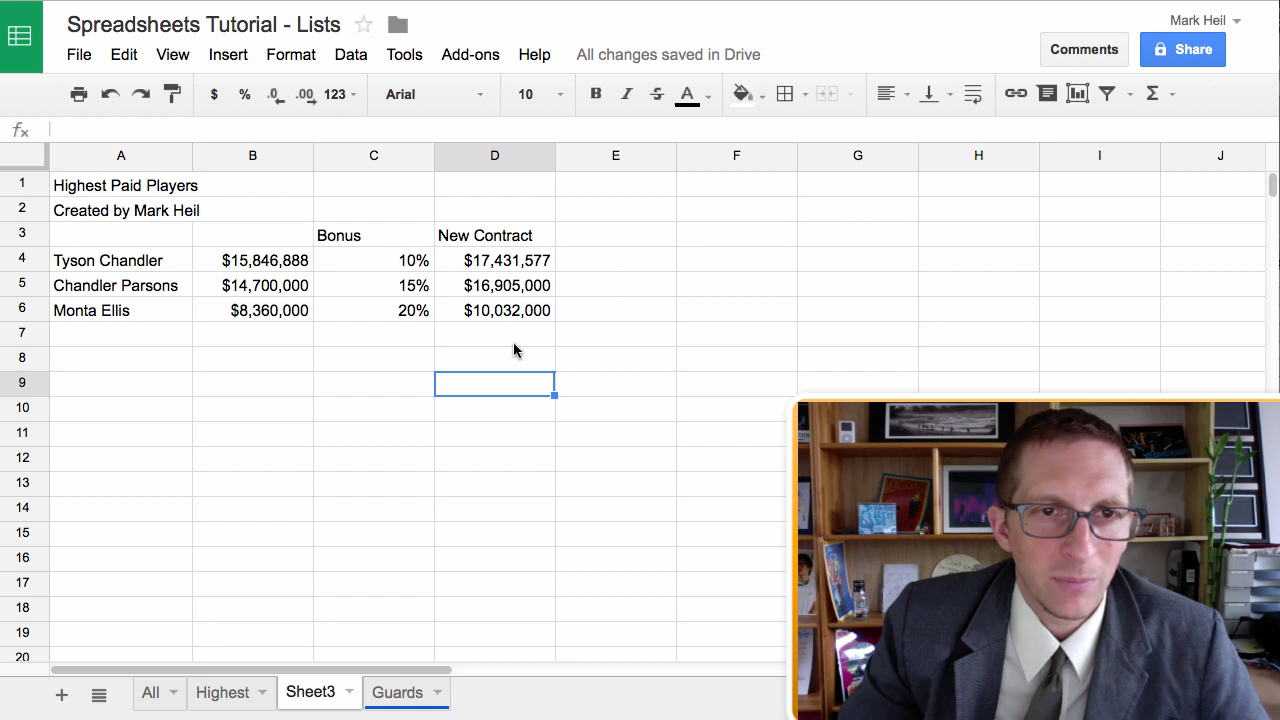 Spreadsheets Tutorial - Lists
Mark Heil
File Edit View Insert Format Data Tools Add-ons Help All changes saved in Drive
Comments Share
$ % .0 .00 123 Arial 10 B I S A Σ
fx
A B C D E F G H I J
1 Highest Paid Players
2 Created by Mark Heil
3 Bonus New Contract
4 Tyson Chandler $15,846,888 10% $17,431,577
5 Chandler Parsons $14,700,000 15% $16,905,000
6 Monta Ellis $8,360,000 20% $10,032,000
7
8
9
10
11
12
13
14
15
16
17
18
19
20
+ All Highest Sheet3 Guards